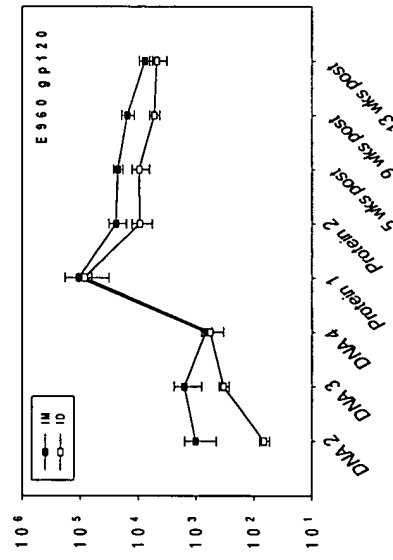 E960 gp120
IM
ID
10^6
10^5
10^4
10^3
10^2
10^1
DNA 2
DNA 3
DNA 4
Protein 1
Protein 2
5 wks post
9 wks post
13 wks post